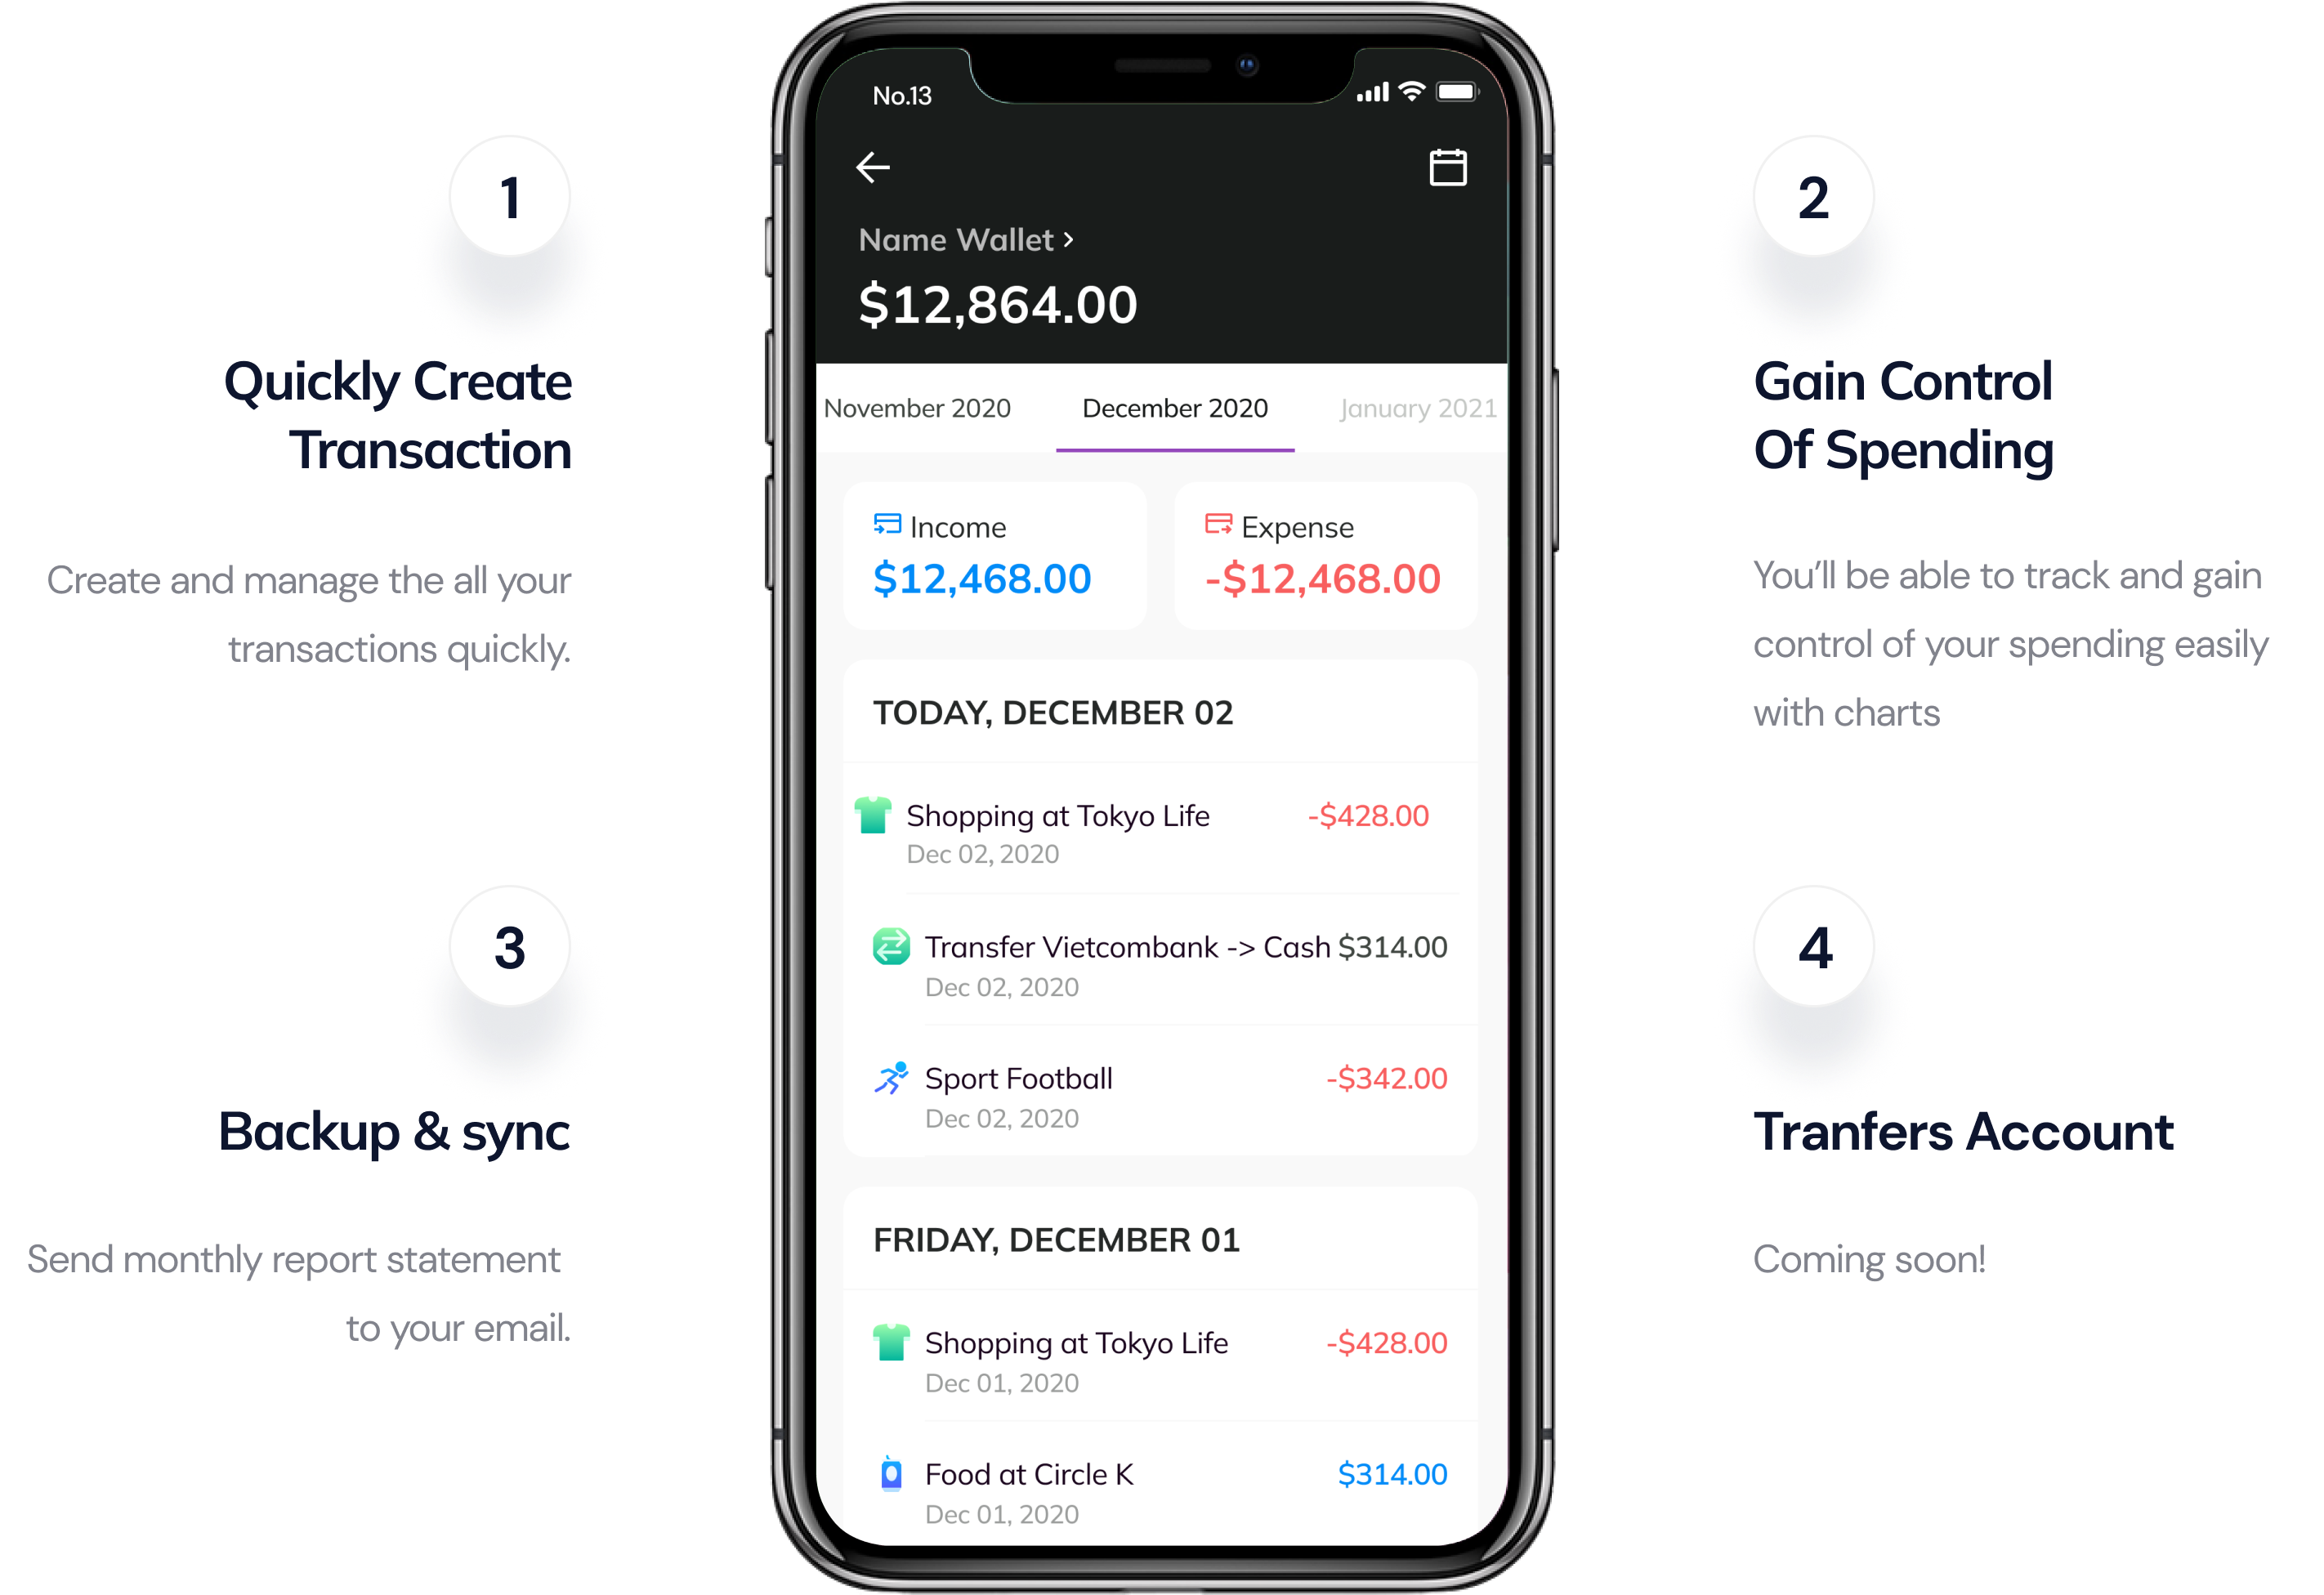 1
Quickly Create
Transaction
Create and manage the all your
transactions quickly.
3
Backup & sync
Send monthly report statement
to your email.
No.13
Name Wallet
$12,864.00
November 2020 December 2020 January 2021
Income Expense
$12,468.00 -$12,468.00
TODAY, DECEMBER 02
Shopping at Tokyo Life -$428.00
Dec 02, 2020
Transfer Vietcombank -> Cash $314.00
Dec 02, 2020
Sport Football -$342.00
Dec 02, 2020
FRIDAY, DECEMBER 01
Shopping at Tokyo Life -$428.00
Dec 01, 2020
Food at Circle K $314.00
Dec 01, 2020
2
Gain Control
Of Spending
You’ll be able to track and gain
control of your spending easily
with charts
4
Tranfers Account
Coming soon!